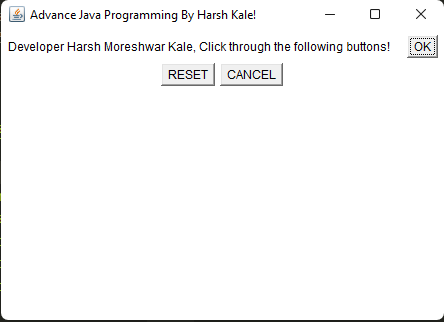 Advance Java Programming By Harsh Kale!
Developer Harsh Moreshwar Kale, Click through the following buttons! OK
RESET CANCEL